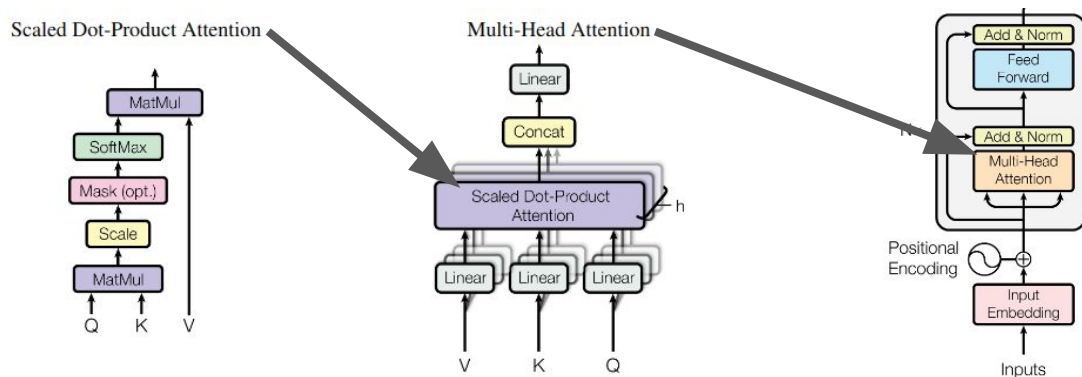 Scaled Dot-Product Attention
MatMul
SoftMax
Mask (opt.)
Scale
MatMul
Q K V
Multi-Head Attention
Linear
Concat
Scaled Dot-Product
Attention
h
Linear Linear Linear
V K Q
Add & Norm
Feed
Forward
Add & Norm
Multi-Head
Attention
Positional
Encoding
Input
Embedding
Inputs